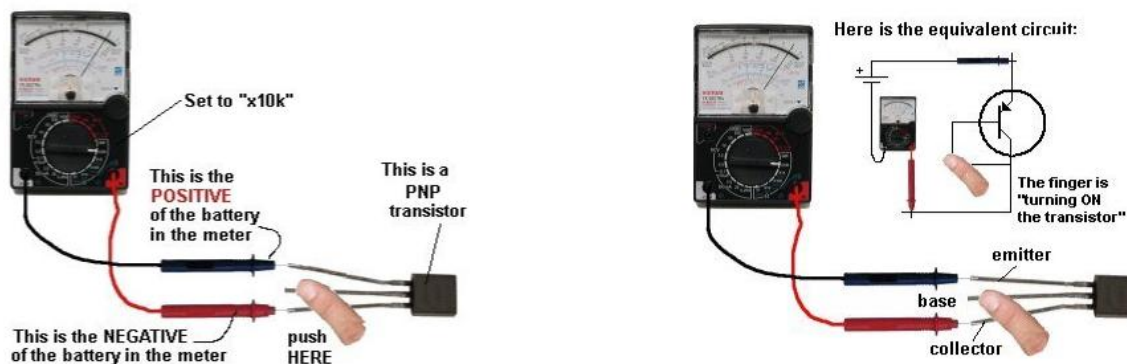 Set to "x10k"
This is the
POSITIVE
of the battery
in the meter
This is a
PNP
transistor
This is the NEGATIVE
of the battery in the meter
push
HERE
Here is the equivalent circuit:
+
The finger is
"turning ON
the transistor"
emitter
base
collector